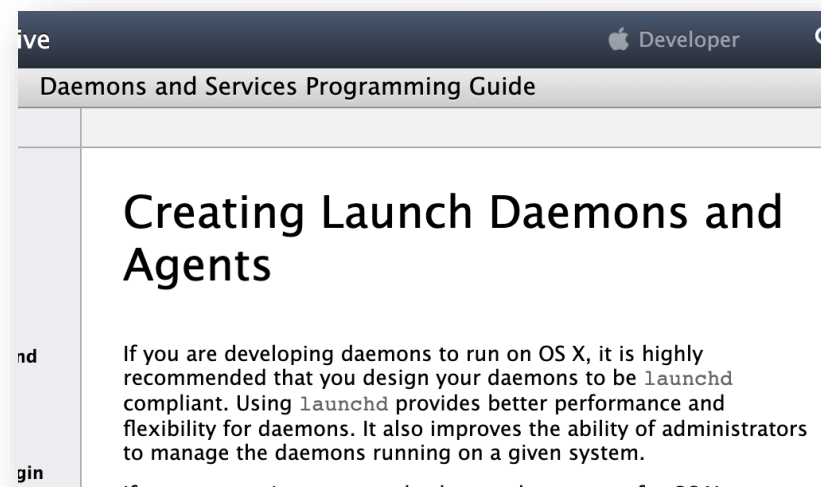 ive
Developer
Daemons and Services Programming Guide
Creating Launch Daemons and
Agents
nd
If you are developing daemons to run on OS X, it is highly
recommended that you design your daemons to be launchd
compliant. Using launchd provides better performance and
flexibility for daemons. It also improves the ability of administrators
to manage the daemons running on a given system.
gin